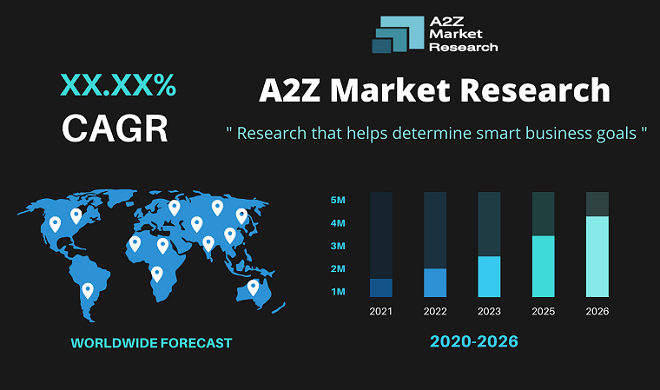 A2Z
Market
Research
XX.XX%
CAGR
A2Z Market Research
" Research that helps determine smart business goals "
WORLDWIDE FORECAST
5M
4M
3M
2M
1M
2021
2022
2023
2025
2026
2020-2026